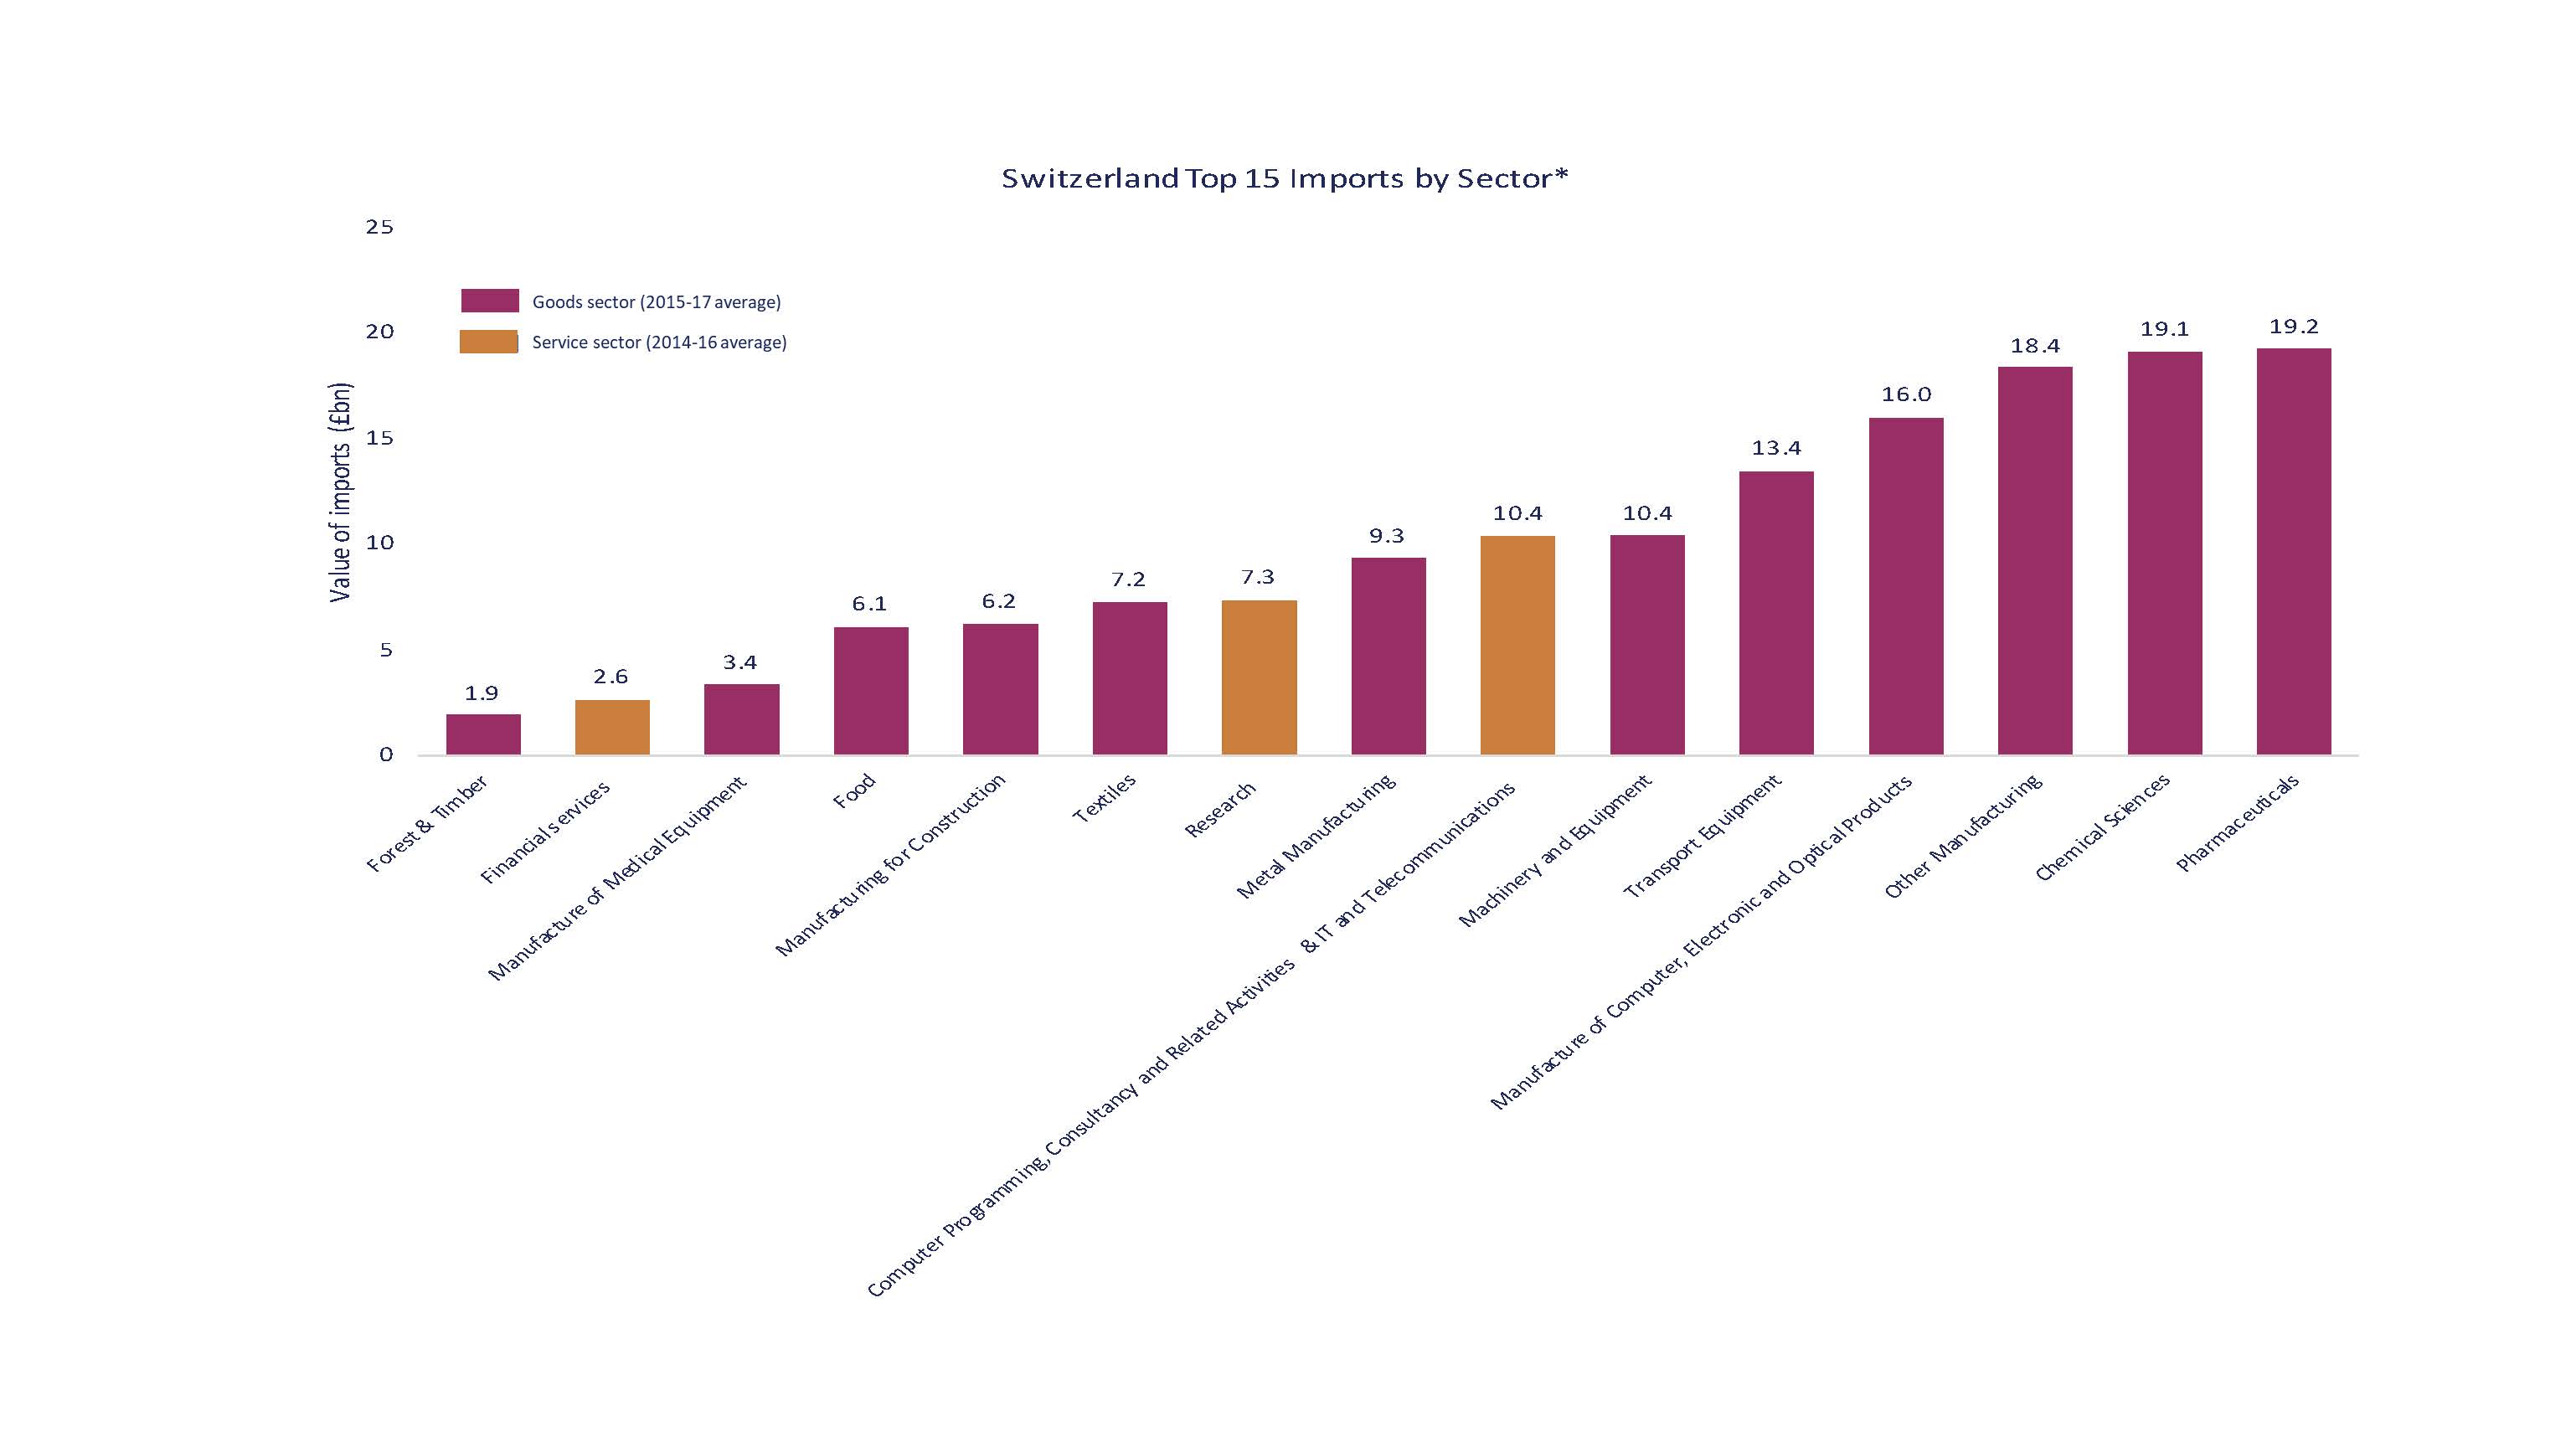 Switzerland Top 15 Imports by Sector*
Value of imports (£bn)
25
20
15
10
5
0
Goods sector (2015-17 average)
Service sector (2014-16 average)
1.9
2.6
3.4
6.1
6.2
7.2
7.3
9.3
10.4
10.4
13.4
16.0
18.4
19.1
19.2
Forest & Timber
Financial services
Manufacture of Medical Equipment
Food
Manufacturing for Construction
Textiles
Research
Metal Manufacturing
Computer Programming, Consultancy and Related Activities & IT and Telecommunications
Machinery and Equipment
Transport Equipment
Manufacture of Computer, Electronic and Optical Products
Other Manufacturing
Chemical Sciences
Pharmaceuticals